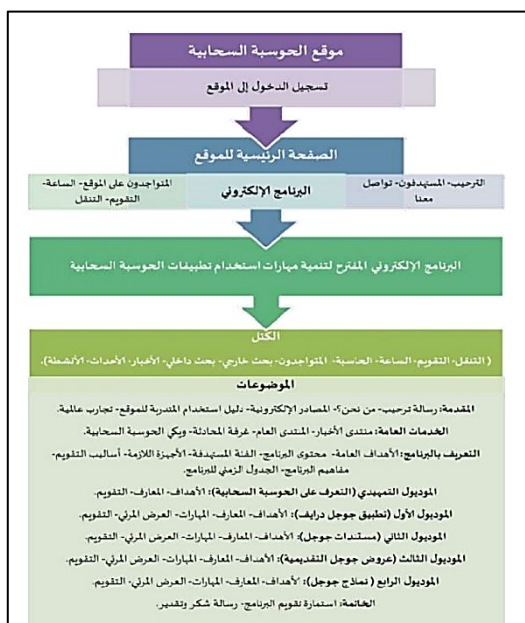 موقع الحوسبة السحابية
تسجيل الدخول إلى الموقع
الصفحة الرئيسية للموقع
الترحيب- المستهدفون- تواصل
معنا
البرنامج الإلكتروني
المتواجدون على الموقع- الساعة-
التقويم- التنقل
البرنامج الإلكتروني المقترح لتنمية مهارات استخدام تطبيقات الحوسبة السحابية
الكُتل
( التنقل- التقويم- الساعة- الحاسبة- المتواجدون- بحث خارجي- بحث داخلي- الأخبار- الأحداث- الأنشطة).
الموضوعات
المقدمة: رسالة ترحيب- من نحن؟- المصادر الإلكترونية- دليل استخدام المتدربة للموقع- تجارب عالمية.
الخدمات العامة: منتدى الأخبار- المنتدى العام- غرفة المحادثة- ويكي الحوسبة السحابية.
التعريف بالبرنامج: الأهداف العامة- محتوى البرنامج- الفئة المستهدفة- الأجهزة اللازمة- أساليب التقويم-
مفاهيم البرنامج- الجدول الزمني للبرنامج.
الموديول التمهيدي (التعرف على الحوسبة السحابية): الأهداف- المعارف- التقويم.
الموديول الأول (تطبيق جوجل درايف): الأهداف- المعارف- المهارات- العرض المرئي- التقويم.
الموديول الثاني (مستندات جوجل): الأهداف- المعارف- المهارات- العرض المرئي- التقويم.
الموديول الثالث (عروض جوجل التقديمية): الأهداف- المعارف- المهارات- العرض المرئي- التقويم.
الموديول الرابع ( نماذج جوجل): الأهداف- المعارف- المهارات- العرض المرئي- التقويم.
الخاتمة: استمارة تقويم البرنامج- رسالة شكر وتقدير.